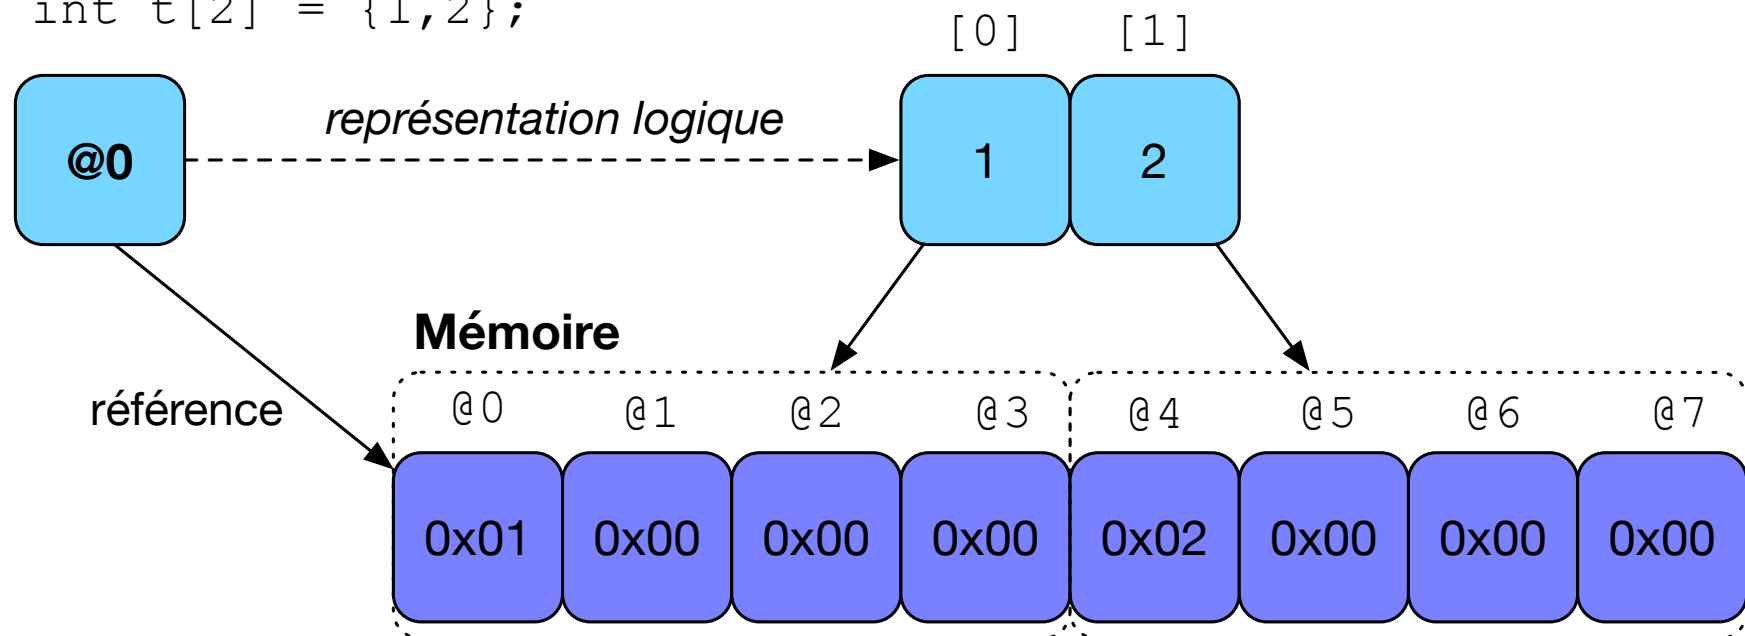 int t[2] = {1,2};
[0] [1]
représentation logique
@0 1 2
Mémoire
référence
@0 @1 @2 @3 @4 @5 @6 @7
0x01 0x00 0x00 0x00 0x02 0x00 0x00 0x00